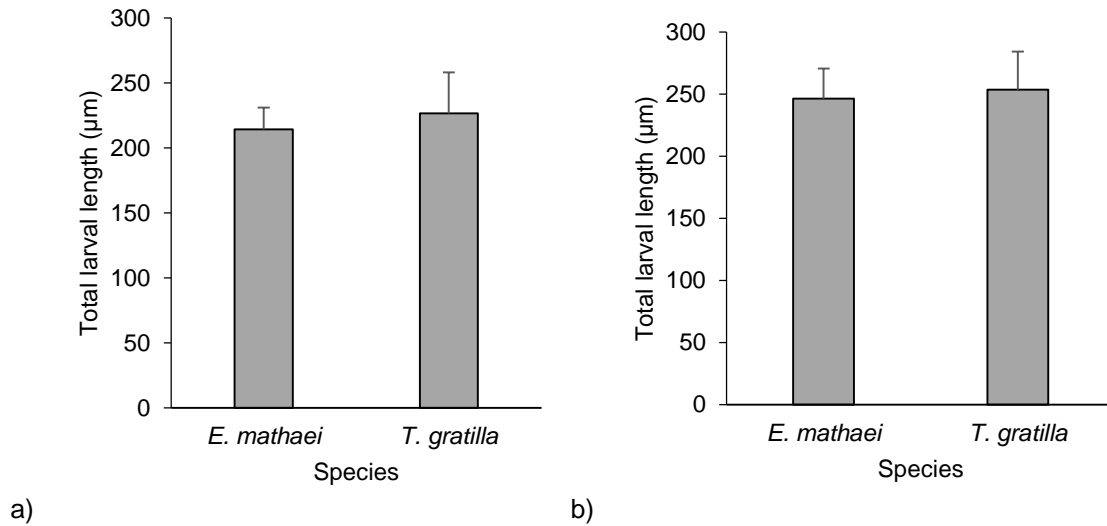 300
250
200
150
100
50
0
Total larval length (µm)
E. mathaei
T. gratilla
Species
a)
300
250
200
150
100
50
0
Total larval length (µm)
E. mathaei
T. gratilla
Species
b)